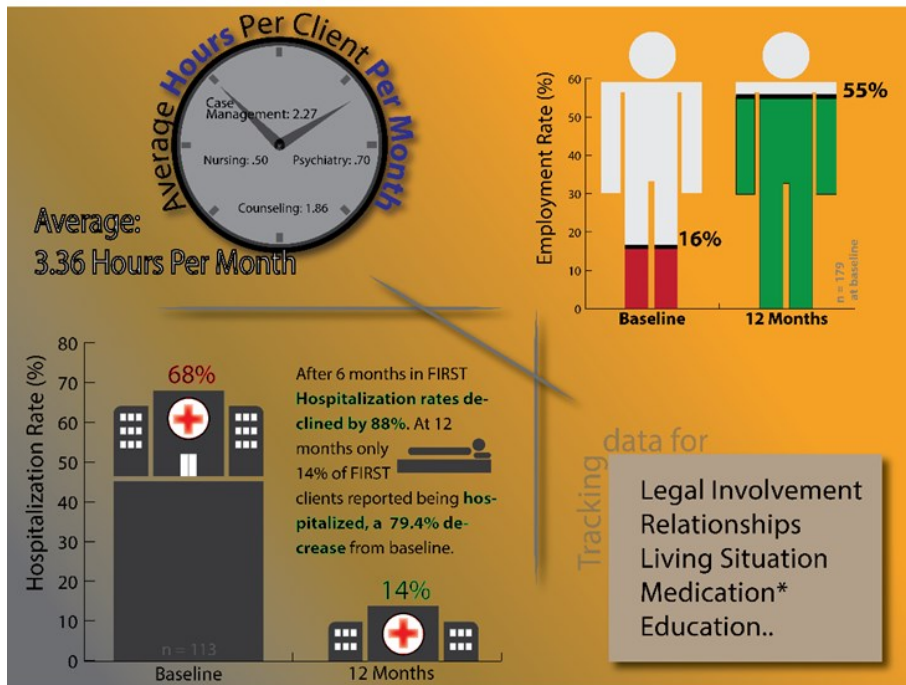 Average Hours Per Client Per Month
Case
Management: 2.27
Nursing: .50
Psychiatry: .70
Counseling: 1.86
Average:
3.36 Hours Per Month
Employment Rate (%)
60
50
40
30
20
10
0
55%
16%
n = 179
at baseline
Baseline
12 Months
Hospitalization Rate (%)
80
70
60
50
40
30
20
10
0
68%
n = 113
Baseline
14%
12 Months
After 6 months in FIRST
Hospitalization rates de-
clined by 88%. At 12
months only
14% of FIRST
clients reported being hos-
pitalized, a 79.4% de-
crease from baseline.
Tracking data for
Legal Involvement
Relationships
Living Situation
Medication*
Education..